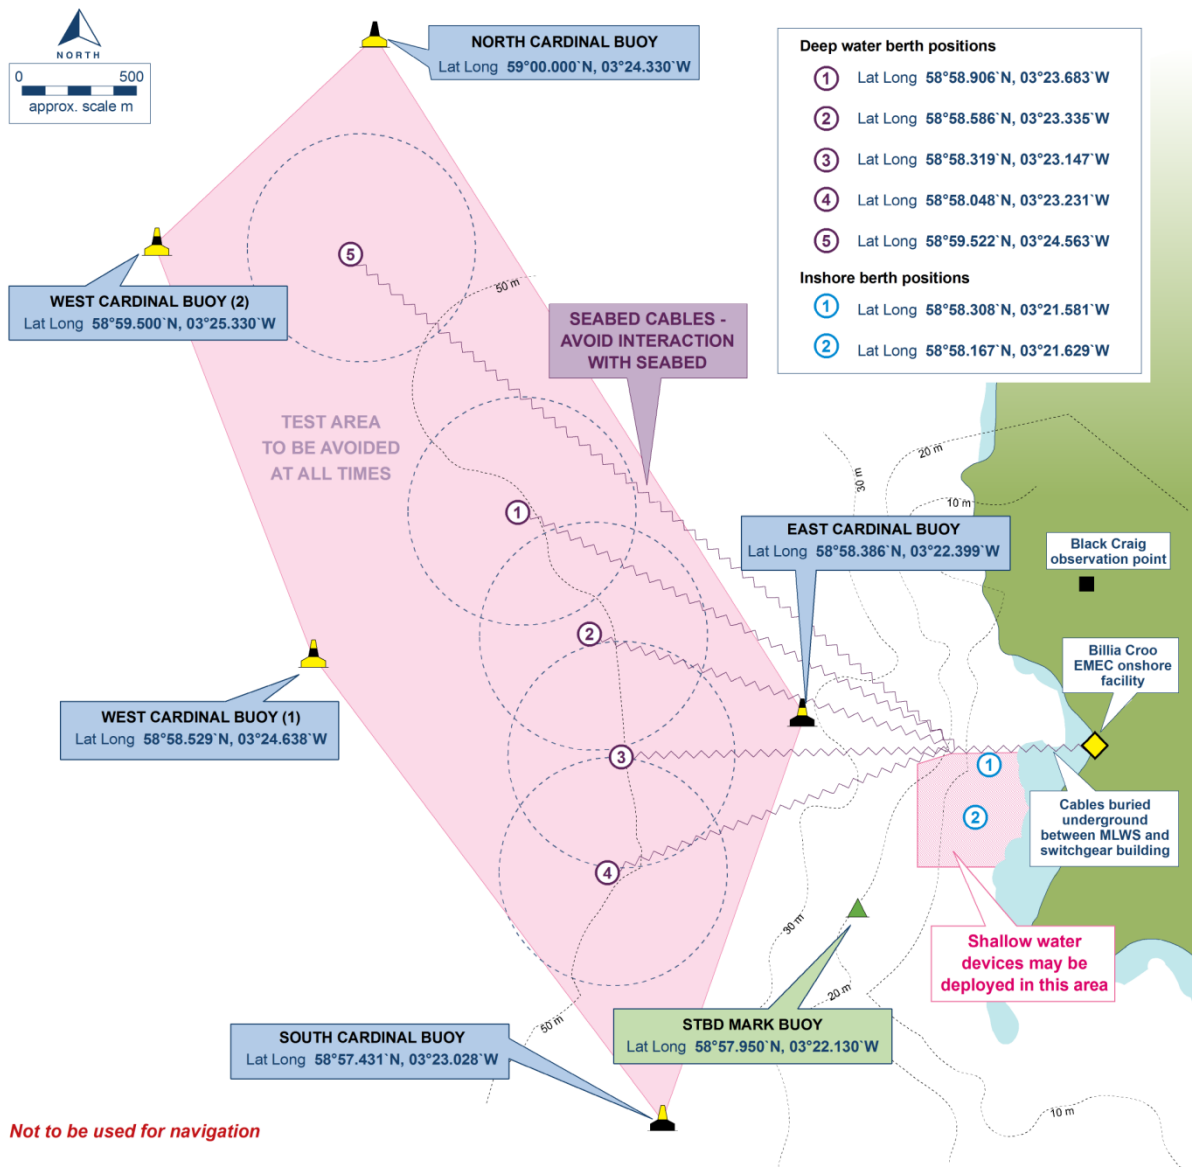 NORTH
0 500
approx. scale m
NORTH CARDINAL BUOY
Lat Long 59°00.000`N, 03°24.330`W
Deep water berth positions
1 Lat Long 58°58.906`N, 03°23.683`W
2 Lat Long 58°58.586`N, 03°23.335`W
3 Lat Long 58°58.319`N, 03°23.147`W
4 Lat Long 58°58.048`N, 03°23.231`W
5 Lat Long 58°59.522`N, 03°24.563`W
Inshore berth positions
1 Lat Long 58°58.308`N, 03°21.581`W
2 Lat Long 58°58.167`N, 03°21.629`W
5
50 m
WEST CARDINAL BUOY (2)
Lat Long 58°59.500`N, 03°25.330`W
SEABED CABLES -
AVOID INTERACTION
WITH SEABED
TEST AREA
TO BE AVOIDED
AT ALL TIMES
30 m
20 m
10 m
1
EAST CARDINAL BUOY
Lat Long 58°58.386`N, 03°22.399`W
Black Craig
observation point
2
Billia Croo
EMEC onshore
facility
WEST CARDINAL BUOY (1)
Lat Long 58°58.529`N, 03°24.638`W
3
1
2
Cables buried
underground
between MLWS and
switchgear building
4
30 m
Shallow water
devices may be
deployed in this area
20 m
50 m
STBD MARK BUOY
Lat Long 58°57.950`N, 03°22.130`W
SOUTH CARDINAL BUOY
Lat Long 58°57.431`N, 03°23.028`W
10 m
Not to be used for navigation